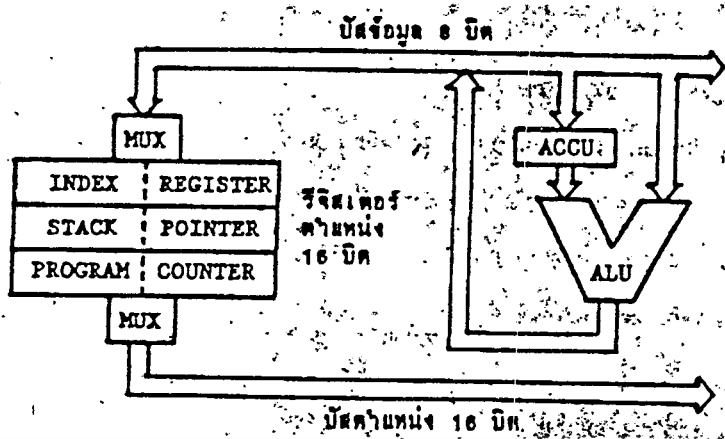 บัสข้อมูล 8 บิต
MUX
ACCU
INDEX REGISTER
STACK POINTER
PROGRAM COUNTER
รีจิสเตอร์
ตำแหน่ง
16 บิต
ALU
MUX
บัสตำแหน่ง 16 บิต